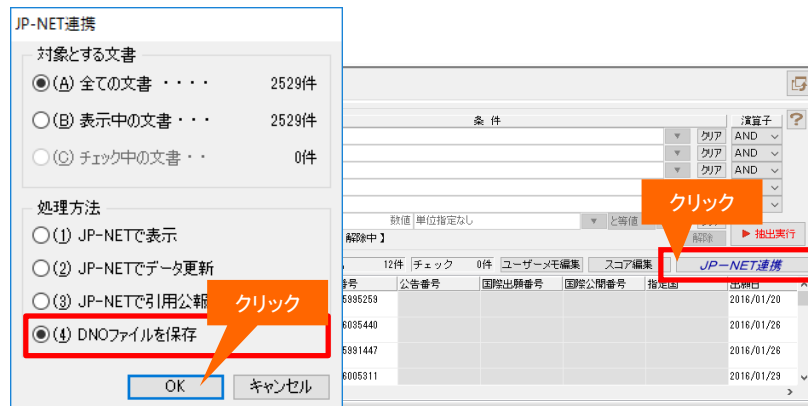 JP-NET連携
対象とする文書
(A) 全ての文書 ・・・・ 2529件
(B) 表示中の文書・・・ 2529件
(C) チェック中の文書・・ 0件
処理方法
(1) JP-NETで表示
(2) JP-NETでデータ更新
(3) JP-NETで引用公報
(4) DNOファイルを保存
OK キャンセル
クリック
条件 演算子 ?
クリア AND
クリア AND
クリア AND
クリック
数値 単位指定なし と等値
解除中 】 解除 ▶ 抽出実行
12件 チェック 0件 ユーザーメモ編集 スコア編集 JP-NET連携
番号 公告番号 国際出願番号 国際公開番号 指定国 出願日
5995259 2016/01/20
6035440 2016/01/26
5991447 2016/01/26
6005311 2016/01/29